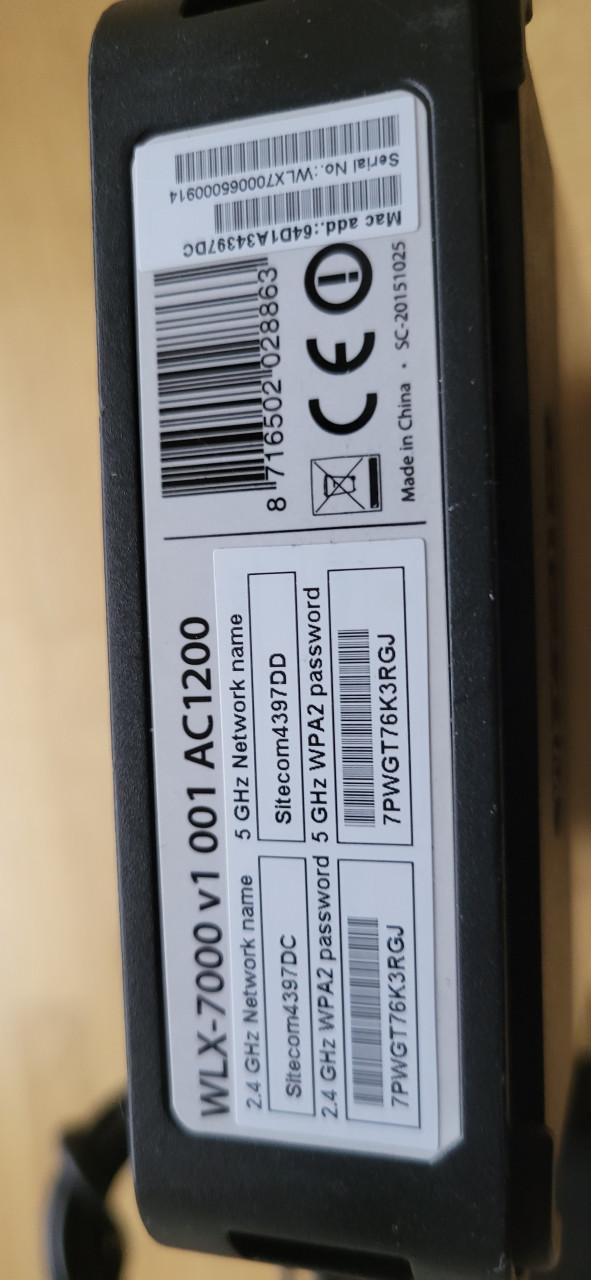 WLX-7000 v1 001 AC1200
2.4 GHz Network name
Sitecom4397DC
2.4 GHz WPA2 password
7PWGT76K3RGJ
5 GHz Network name
Sitecom4397DD
5 GHz WPA2 password
7PWGT76K3RGJ
8 716502 028863
CE
Made in China • SC-20151025
Mac add.:64D1A34397DC
Serial No.:WLX7000065000914